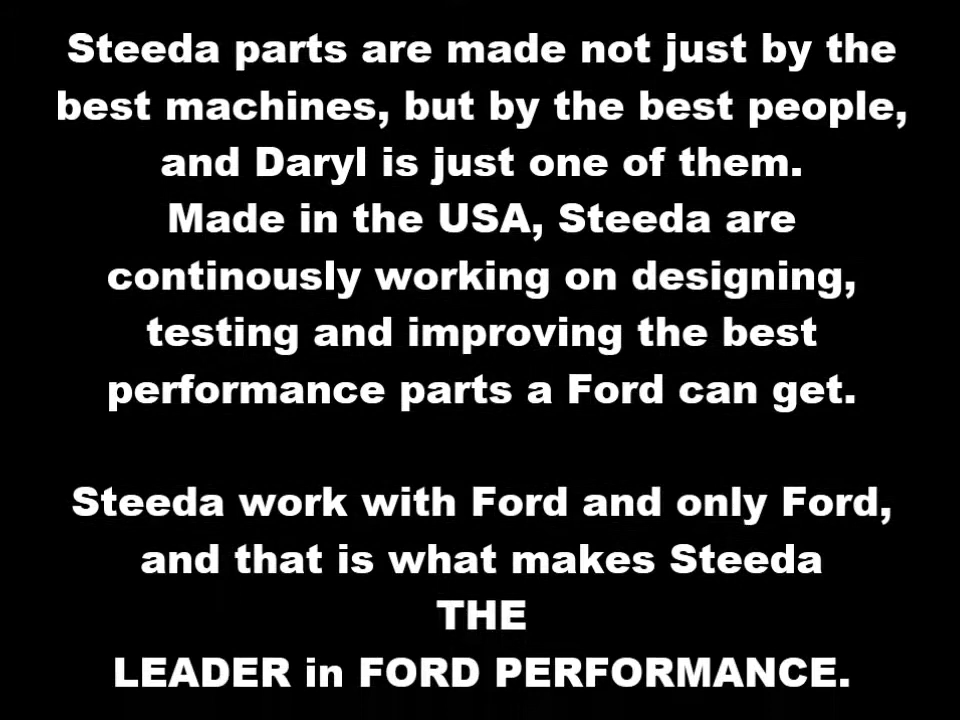 Steeda parts are made not just by the
best machines, but by the best people,
and Daryl is just one of them.
Made in the USA, Steeda are
continously working on designing,
testing and improving the best
performance parts a Ford can get.
Steeda work with Ford and only Ford,
and that is what makes Steeda
THE
LEADER in FORD PERFORMANCE.